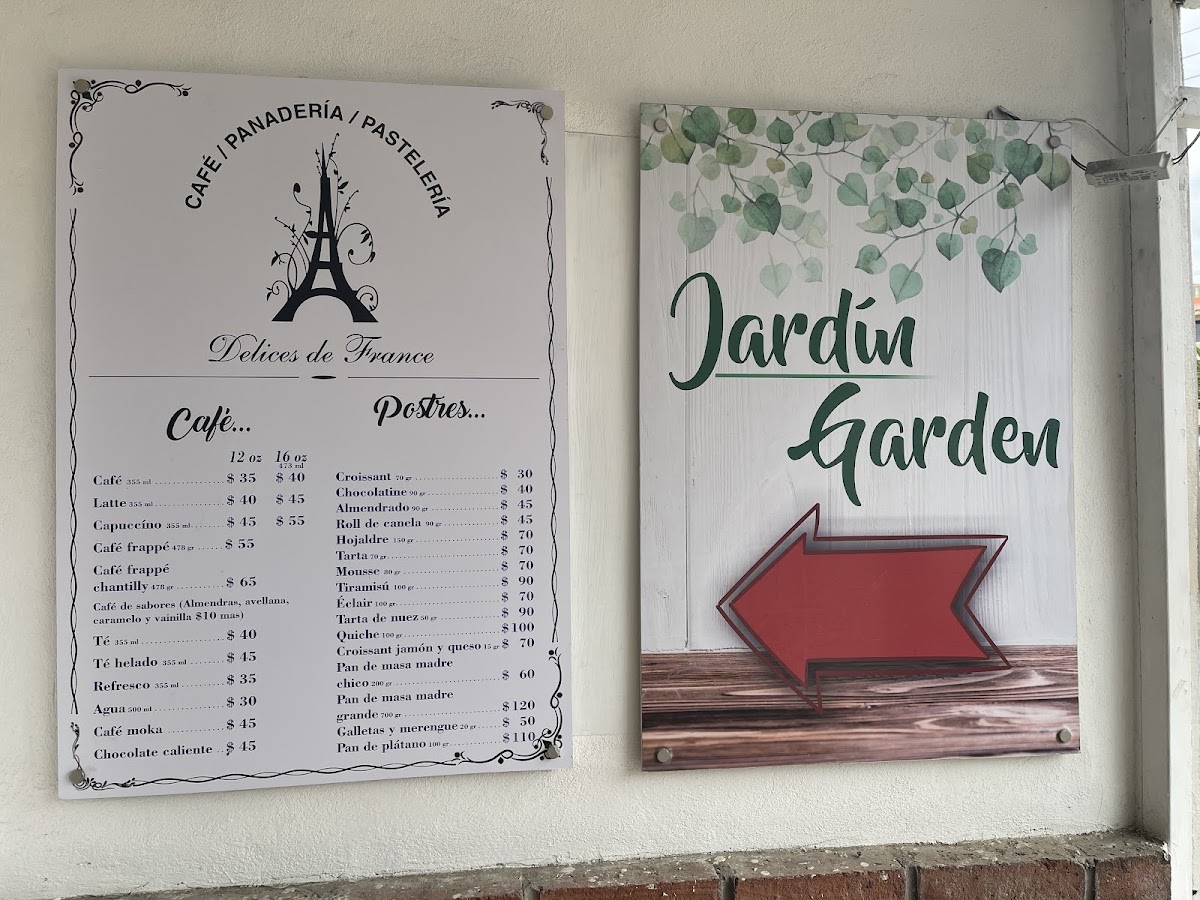 CAFÉ / PANADERÍA / PASTELERÍA
Délices de France
Café...
12 oz 16 oz
473 ml
Café 355 ml ........ $ 35 $ 40
Latte 355 ml ........ $ 40 $ 45
Capuccíno 355 ml ........ $ 45 $ 55
Café frappé 478 gr ...... $ 55
Café frappé
chantilly 478 gr ........ $ 65
Café de sabores (Almendras, avellana,
caramelo y vainilla $10 mas)
Té 355 ml ........ $ 40
Té helado 355 ml ........ $ 45
Refresco 355 ml ........ $ 35
Agua 500 ml ........ $ 30
Café moka ........ $ 45
Chocolate caliente ... $ 45
Postres...
Croissant 70 gr ........ $ 30
Chocolatine 90 gr ........ $ 40
Almendrado 90 gr ........ $ 45
Roll de canela 90 gr ........ $ 45
Hojaldre 150 gr ........ $ 70
Tarta 70 gr ........ $ 70
Mousse 80 gr ........ $ 70
Tiramisú 100 gr ........ $ 90
Éclair 100 gr ........ $ 70
Tarta de nuez 50 gr ........ $ 90
Quiche 100 gr ........ $100
Croissant jamón y queso 15 gr $ 70
Pan de masa madre
chico 200 gr ........ $ 60
Pan de masa madre
grande 700 gr ........ $120
Galletas y merengue 20 gr ..... $ 50
Pan de plátano 100 gr ........ $110
Jardín
Garden